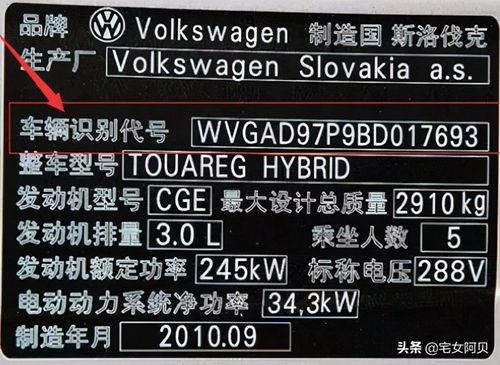 品牌 Volkswagen 制造国 斯洛伐克
生产厂 Volkswagen Slovakia a.s.
车辆识别代号 WVGAD97P9BD017693
整车型号 TOUAREG HYBRID
发动机型号 CGE 最大设计总质量 2910 kg
发动机排量 3.0 L 乘坐人数 5
发动机额定功率 245kW 标称电压 288V
电动动力系统净功率 34,3kW
制造年月 2010.09
头条 @宅女阿贝